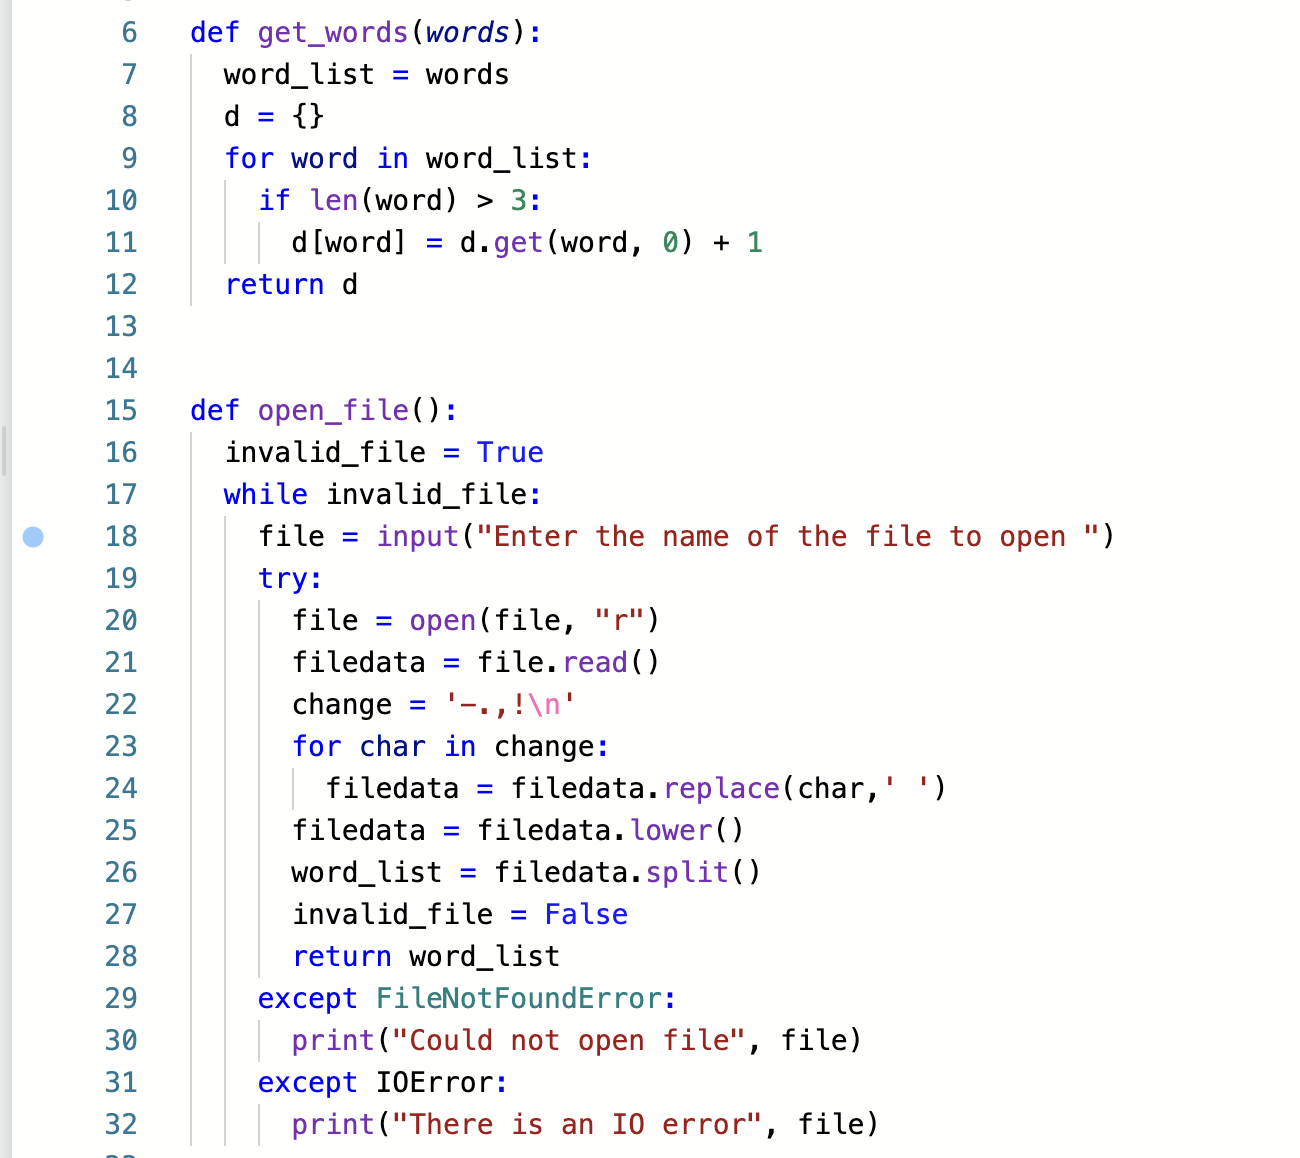 6 def get_words(words):
7 word_list = words
8 d = {}
9 for word in word_list:
10 if len(word) > 3:
11 d[word] = d.get(word, 0) + 1
12 return d
13
14
15 def open_file():
16 invalid_file = True
17 while invalid_file:
18 file = input("Enter the name of the file to open ")
19 try:
20 file = open(file, "r")
21 filedata = file.read()
22 change = '-.,!\n'
23 for char in change:
24 filedata = filedata.replace(char,' ')
25 filedata = filedata.lower()
26 word_list = filedata.split()
27 invalid_file = False
28 return word_list
29 except FileNotFoundError:
30 print("Could not open file", file)
31 except IOError:
32 print("There is an IO error", file)